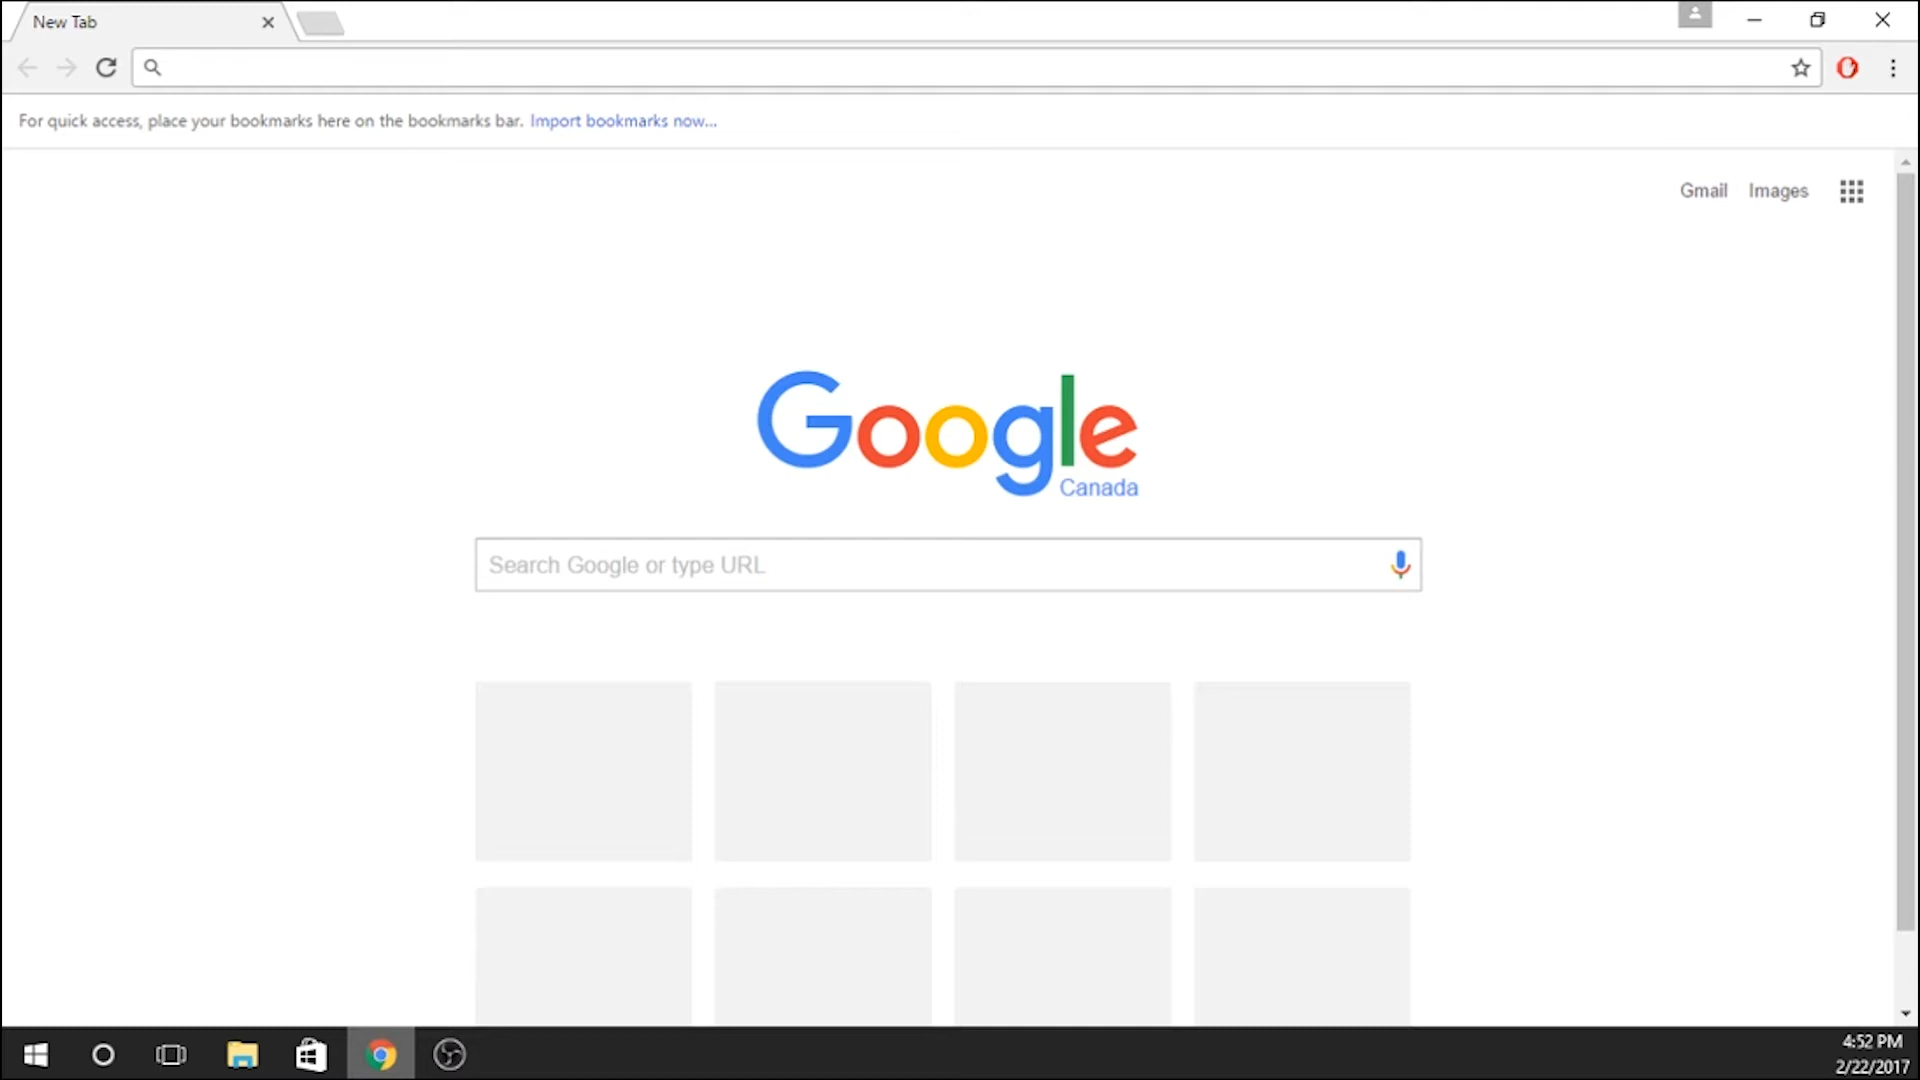 New Tab
For quick access, place your bookmarks here on the bookmarks bar. Import bookmarks now...
Gmail Images
Google
Canada
Search Google or type URL
4:52 PM
2/22/2017